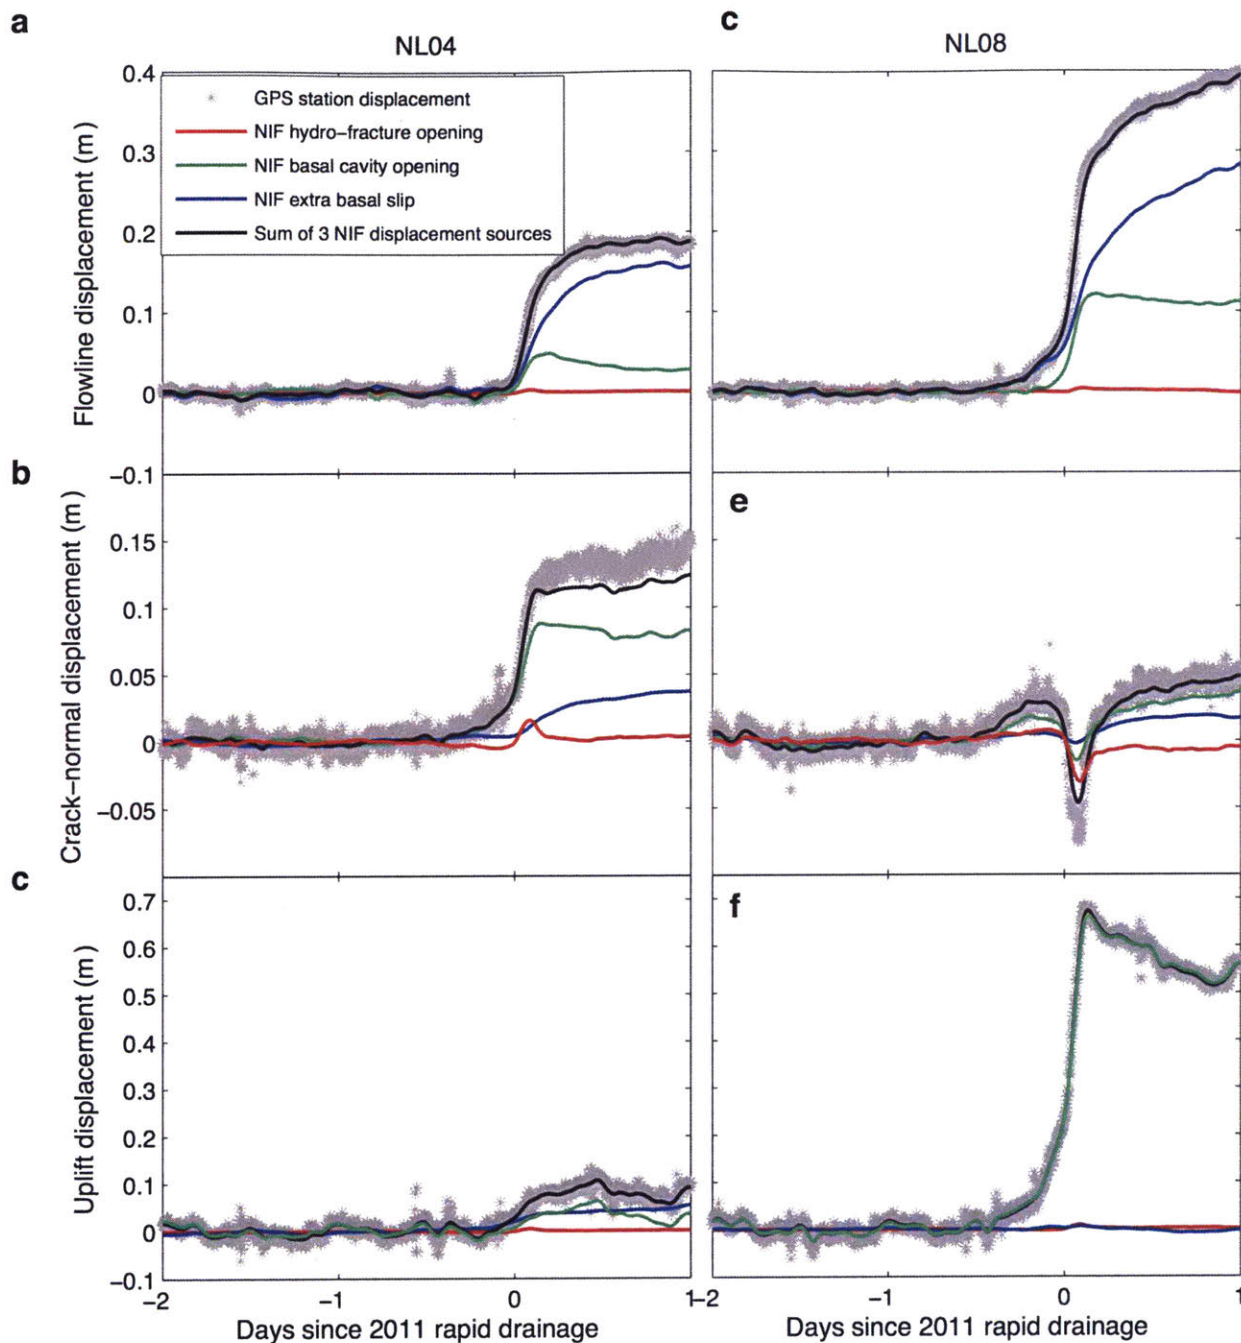 a
NL04
c
NL08
GPS station displacement
NIF hydro-fracture opening
NIF basal cavity opening
NIF extra basal slip
Sum of 3 NIF displacement sources
Flowline displacement (m)
0.4
0.3
0.2
0.1
0
-0.1
b
e
Crack-normal displacement (m)
0.15
0.1
0.05
0
-0.05
c
f
Uplift displacement (m)
0.7
0.6
0.5
0.4
0.3
0.2
0.1
0
-0.1
-2
-1
0
1
-2
-1
0
1
Days since 2011 rapid drainage
Days since 2011 rapid drainage